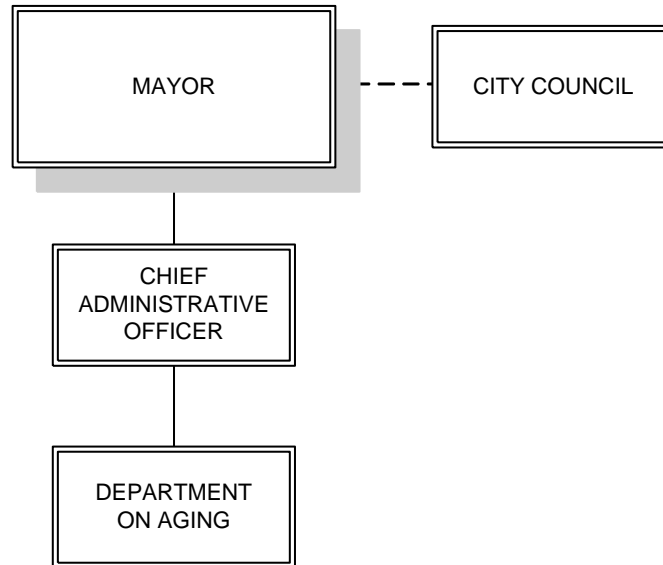 MAYOR
CITY COUNCIL
CHIEF
ADMINISTRATIVE
OFFICER
DEPARTMENT
ON AGING